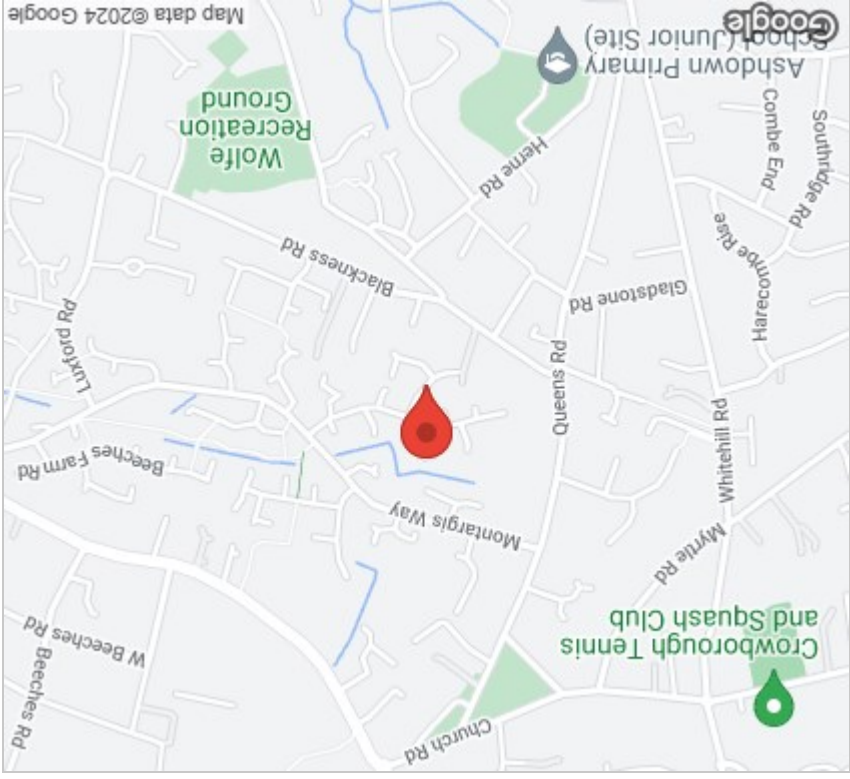 Church Rd
Crowborough Tennis
and Squash Club
Beeches Rd
W Beeches Rd
Myrtle Rd
Montargis Way
Whitehill Rd
Beeches Farm Rd
Queens Rd
Luxford Rd
Gladstone Rd
Harecombe Rise
Blackness Rd
Southridge Rd
Combe End
Herne Rd
Wolfe
Recreation
Ground
Ashdown Primary
School (Junior Site)
Google
Map data ©2024 Google